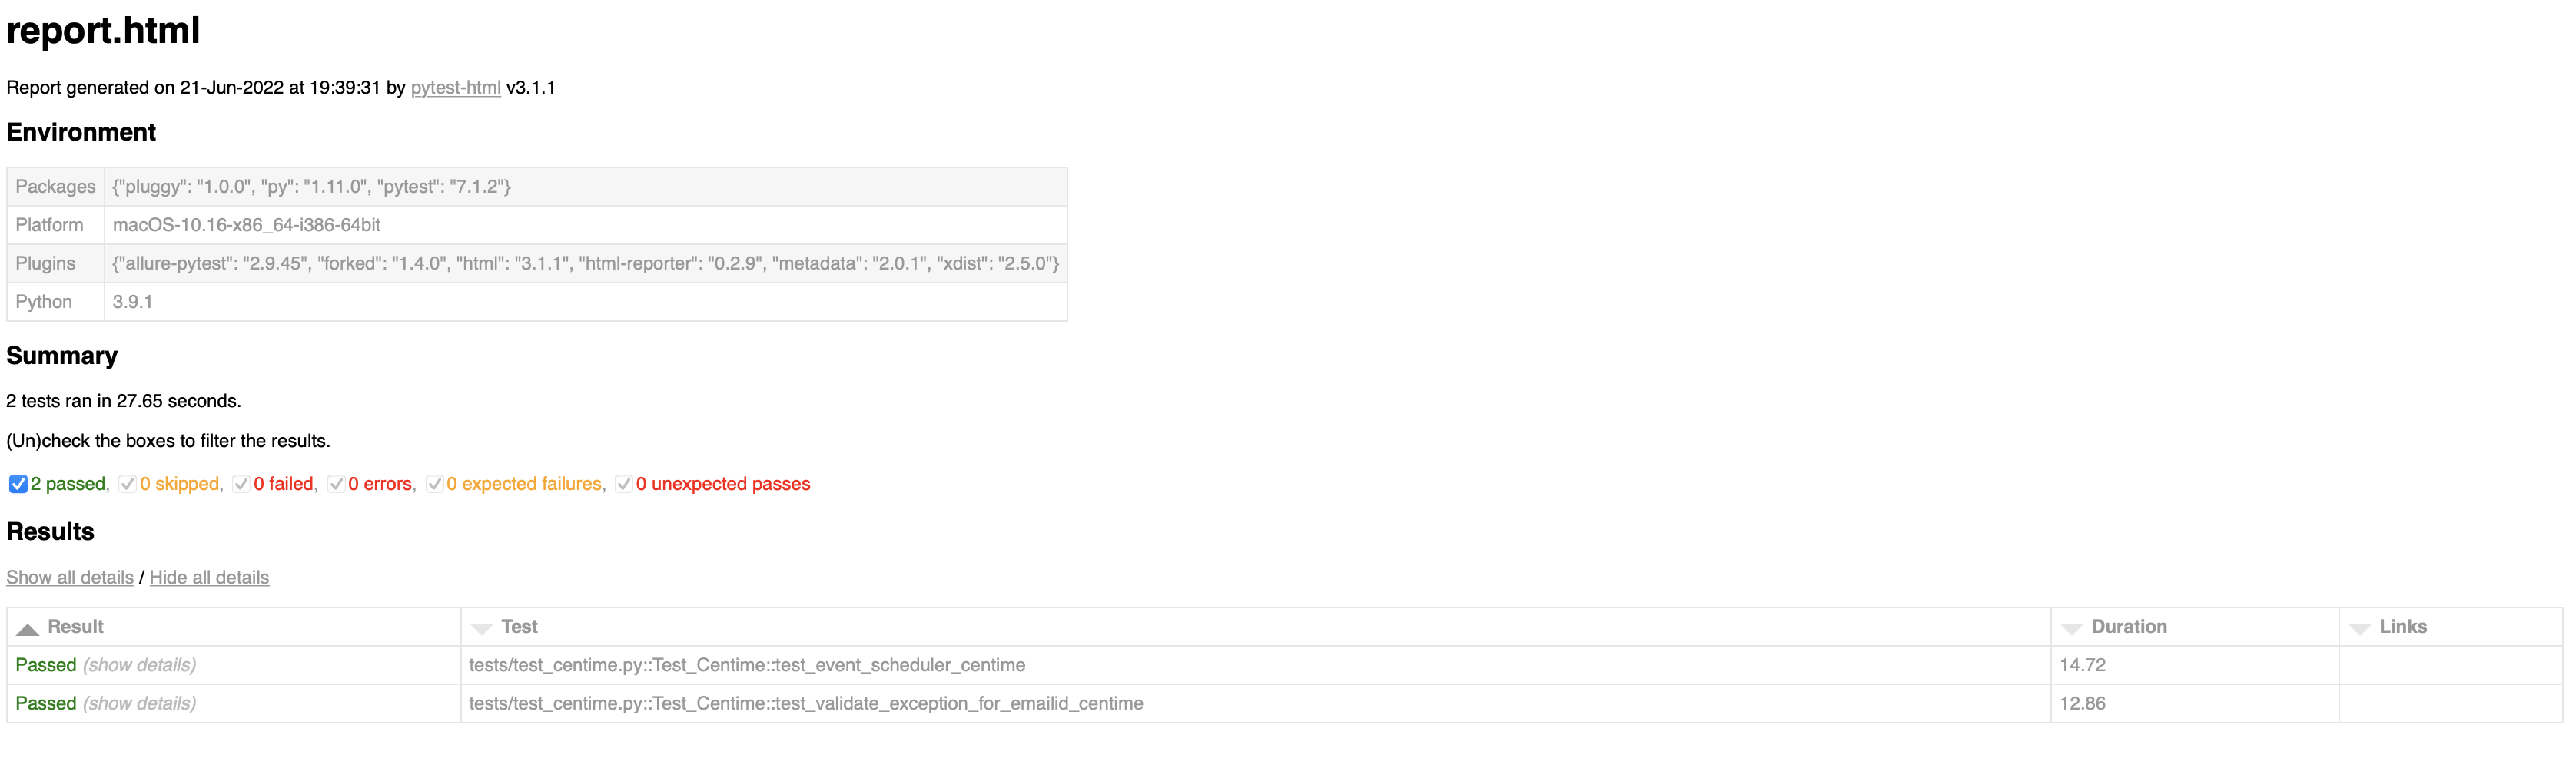 report.html
Report generated on 21-Jun-2022 at 19:39:31 by pytest-html v3.1.1
Environment
Packages {"pluggy": "1.0.0", "py": "1.11.0", "pytest": "7.1.2"}
Platform macOS-10.16-x86_64-i386-64bit
Plugins {"allure-pytest": "2.9.45", "forked": "1.4.0", "html": "3.1.1", "html-reporter": "0.2.9", "metadata": "2.0.1", "xdist": "2.5.0"}
Python 3.9.1
Summary
2 tests ran in 27.65 seconds.
(Un)check the boxes to filter the results.
2 passed, 0 skipped, 0 failed, 0 errors, 0 expected failures, 0 unexpected passes
Results
Show all details / Hide all details
Result Test Duration Links
Passed (show details) tests/test_centime.py::Test_Centime::test_event_scheduler_centime 14.72
Passed (show details) tests/test_centime.py::Test_Centime::test_validate_exception_for_emailid_centime 12.86